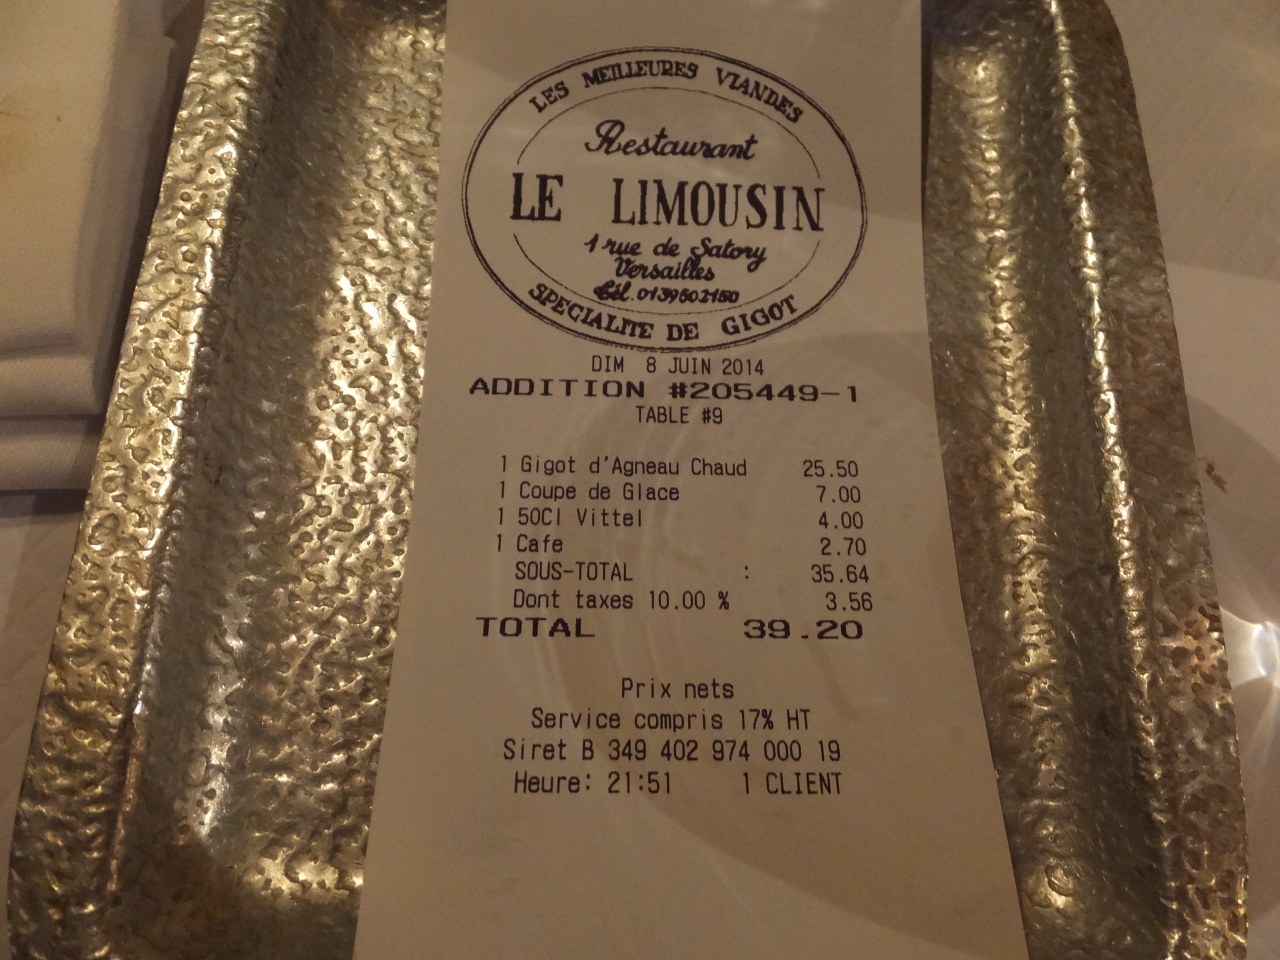 LES MEILLEURES VIANDES
Restaurant
LE LIMOUSIN
1 rue de Satory
Versailles
Tél. 0139502150
SPECIALITE DE GIGOT
DIM 8 JUIN 2014
ADDITION #205449-1
TABLE #9
1 Gigot d'Agneau Chaud 25.50
1 Coupe de Glace 7.00
1 50Cl Vittel 4.00
1 Cafe 2.70
SOUS-TOTAL : 35.64
Dont taxes 10.00 % 3.56
TOTAL 39.20
Prix nets
Service compris 17% HT
Siret B 349 402 974 000 19
Heure: 21:51 1 CLIENT